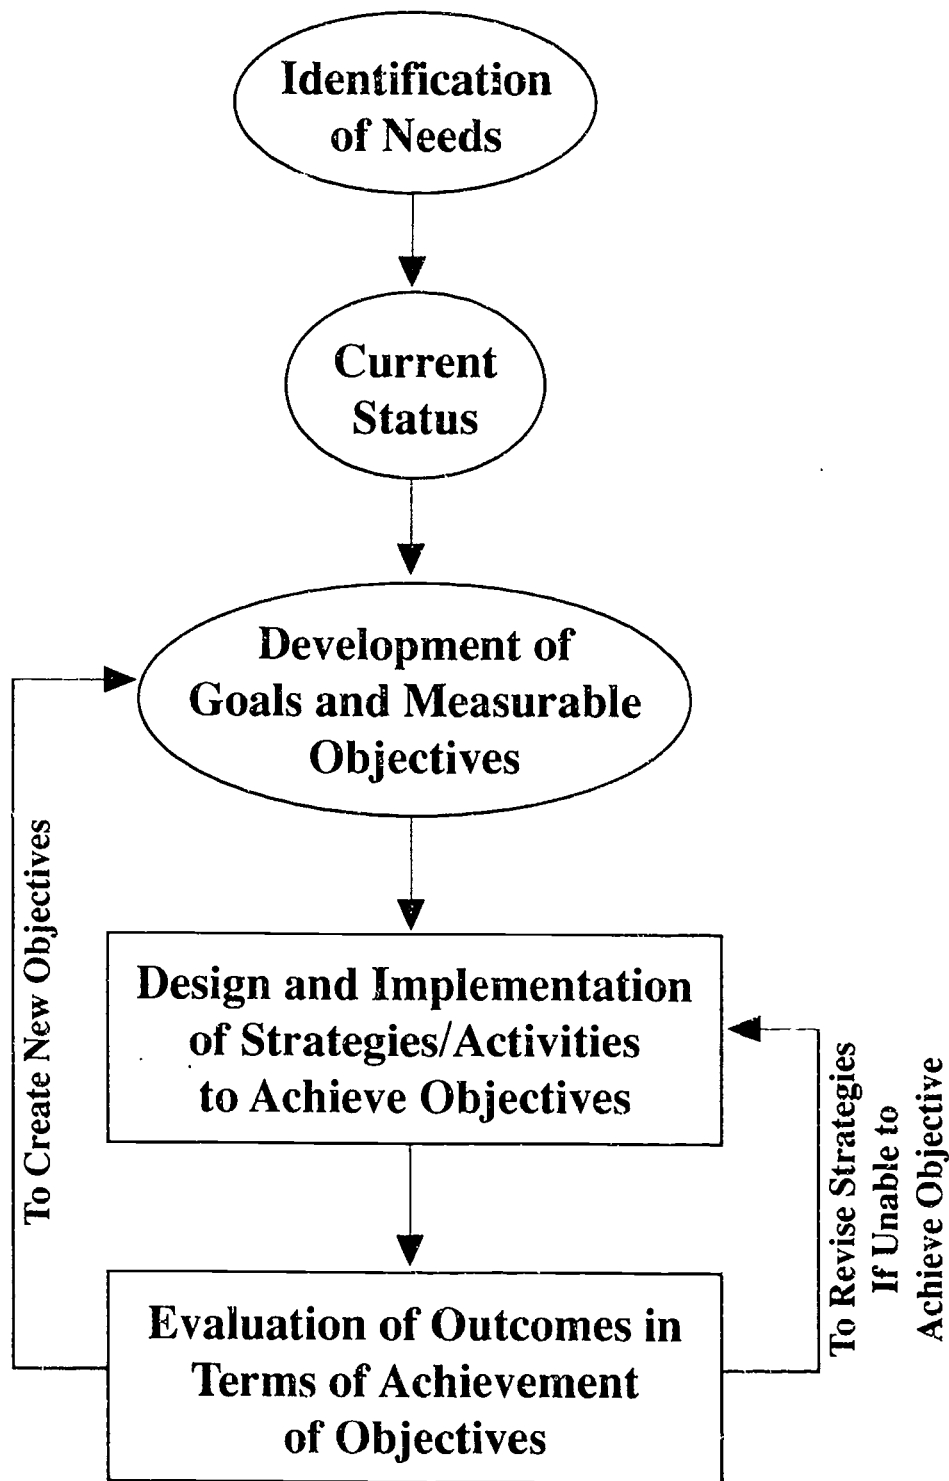 Identification
of Needs
Current
Status
Development of
Goals and Measurable
Objectives
To Create New Objectives
Design and Implementation
of Strategies/Activities
to Achieve Objectives
To Revise Strategies
If Unable to
Achieve Objective
Evaluation of Outcomes in
Terms of Achievement
of Objectives